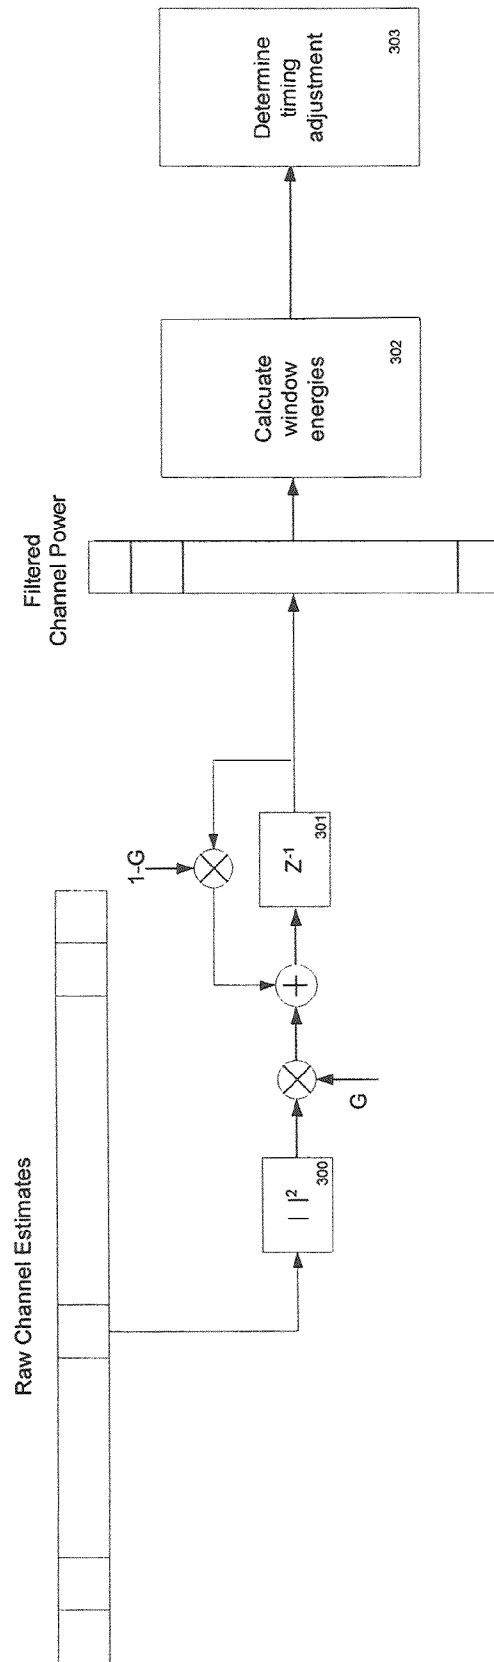 Raw Channel Estimates
| |²
300
G
1-G
Z⁻¹
301
Filtered
Channel Power
Calcuate
window
energies
302
Determine
timing
adjustment
303